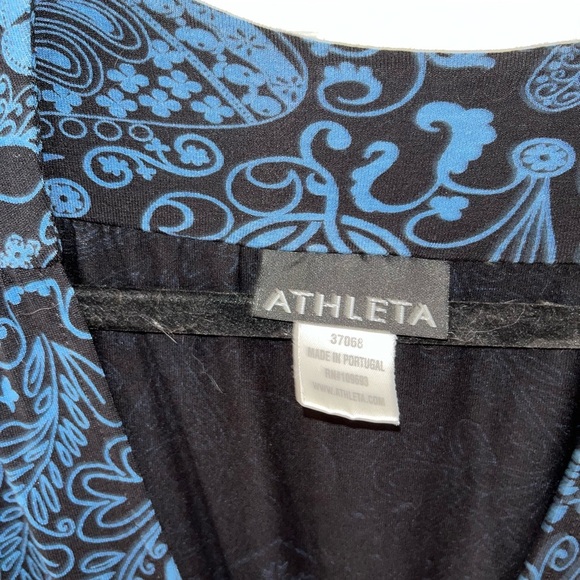 ATHLETA
37068
MADE IN PORTUGAL
WWW.ATHLETA.COM